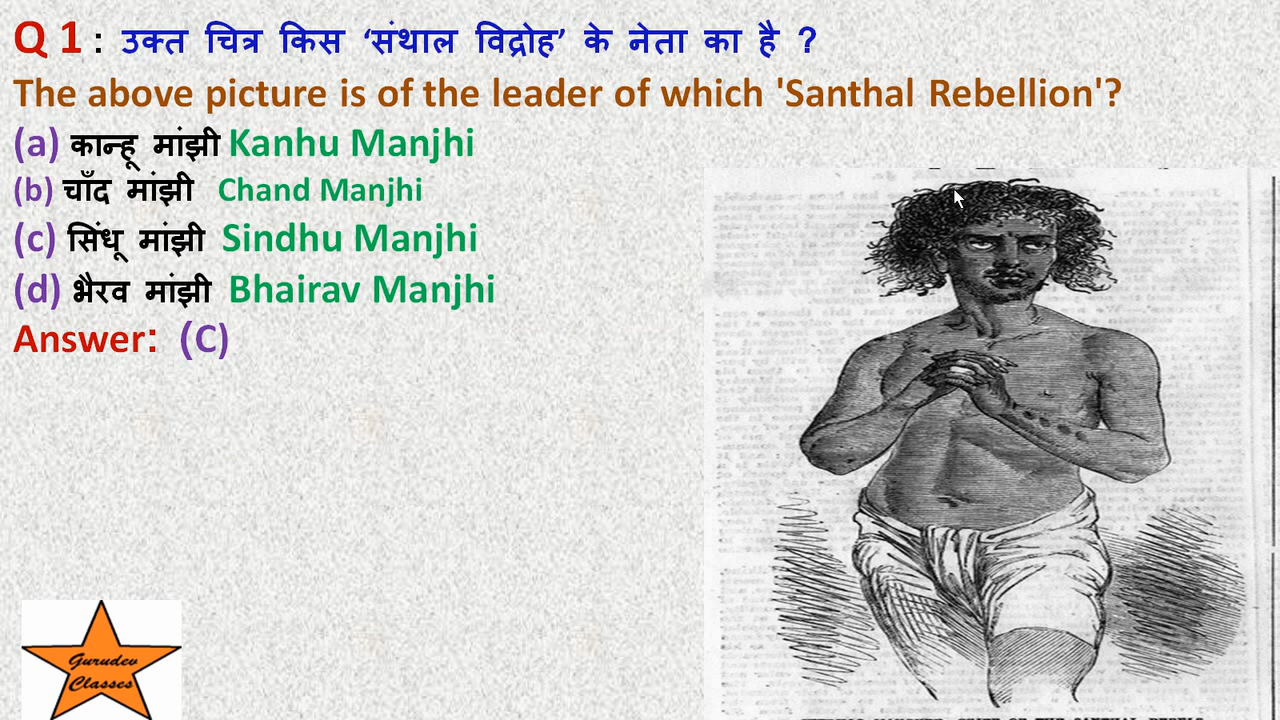 Q 1 : उक्त चित्र किस ‘संथाल विद्रोह’ के नेता का है ?
The above picture is of the leader of which 'Santhal Rebellion'?
(a) कान्हू मांझी Kanhu Manjhi
(b) चाँद मांझी Chand Manjhi
(c) सिंधू मांझी Sindhu Manjhi
(d) भैरव मांझी Bhairav Manjhi
Answer: (C)
Gurudev
Classes